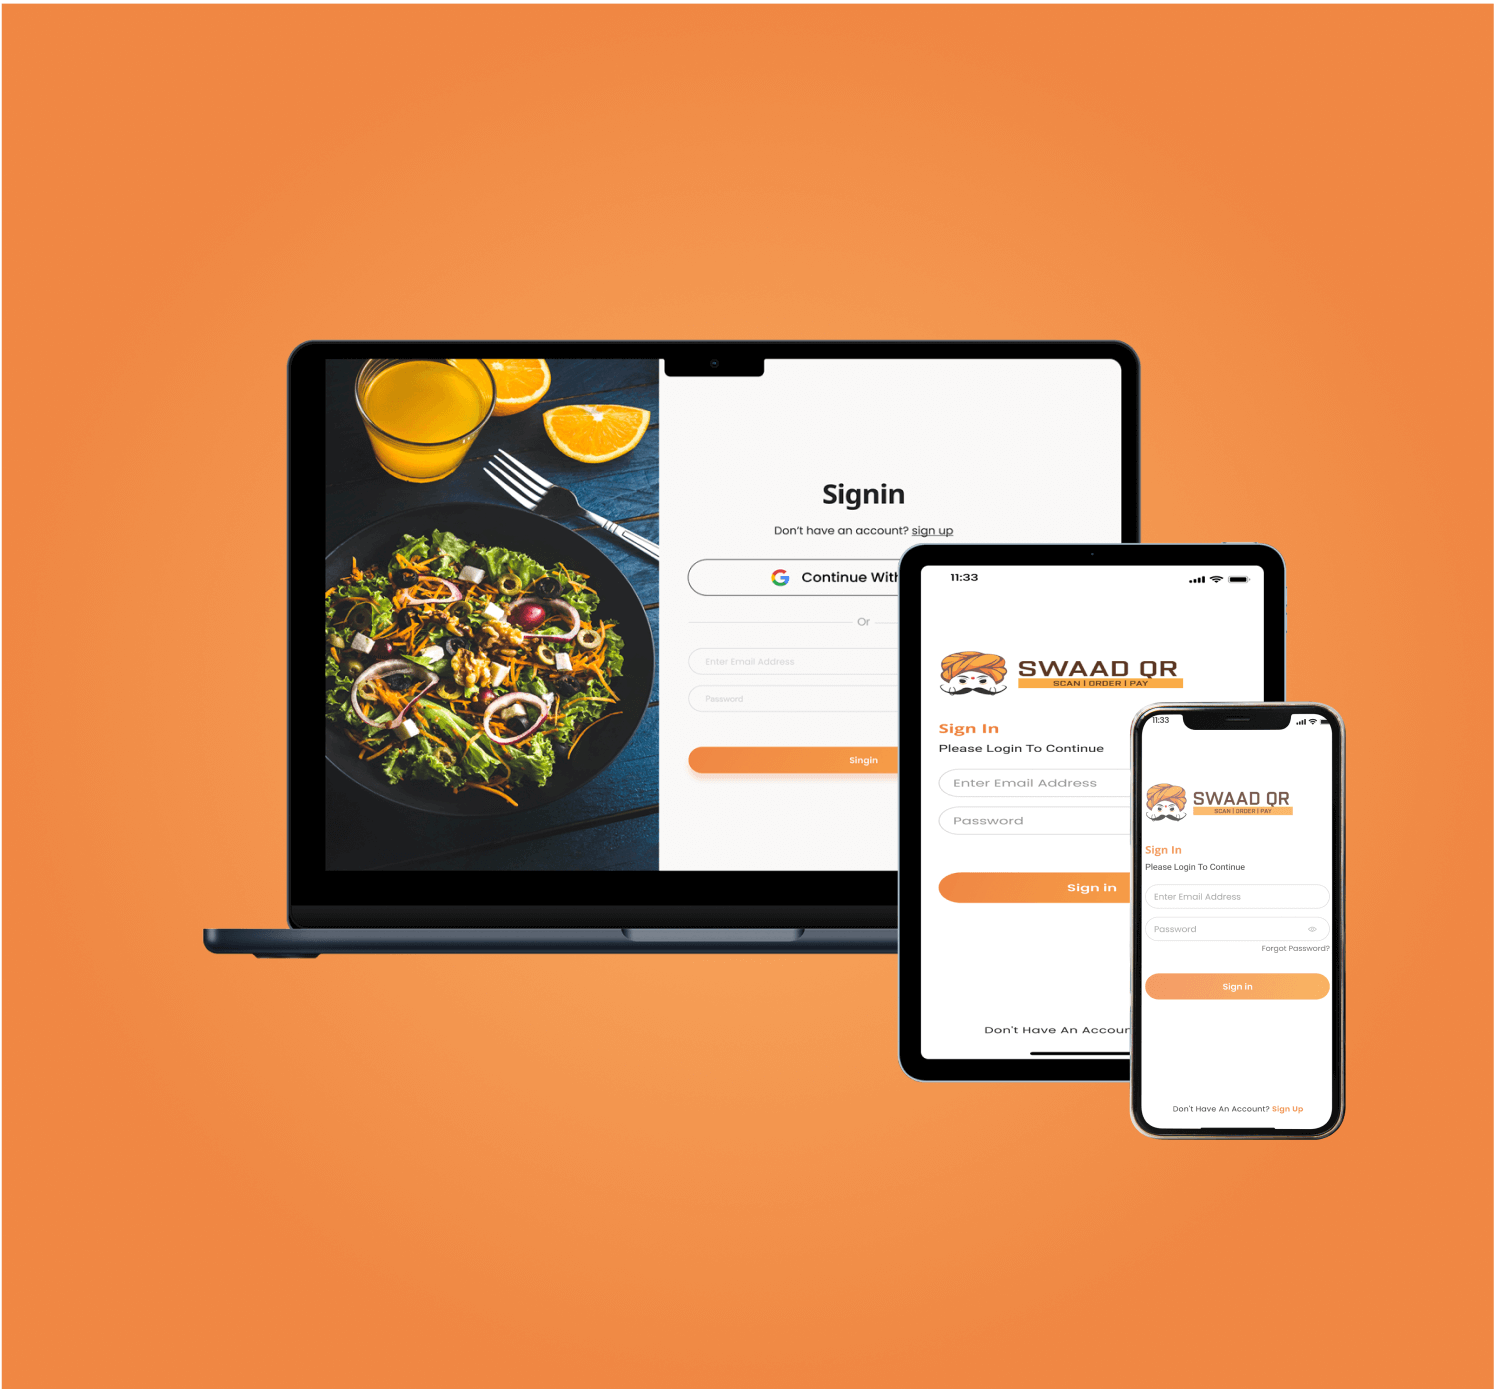 Signin
Don't have an account? sign up
Continue With
Or
Enter Email Address
Password
Singin
11:33
SWAAD QR
SCAN | ORDER | PAY
Sign In
Please Login To Continue
Enter Email Address
Password
Sign in
Don't Have An Accour
11:33
SWAAD QR
SCAN | ORDER | PAY
Sign In
Please Login To Continue
Enter Email Address
Password
Forgot Password?
Sign in
Don't Have An Account? Sign Up